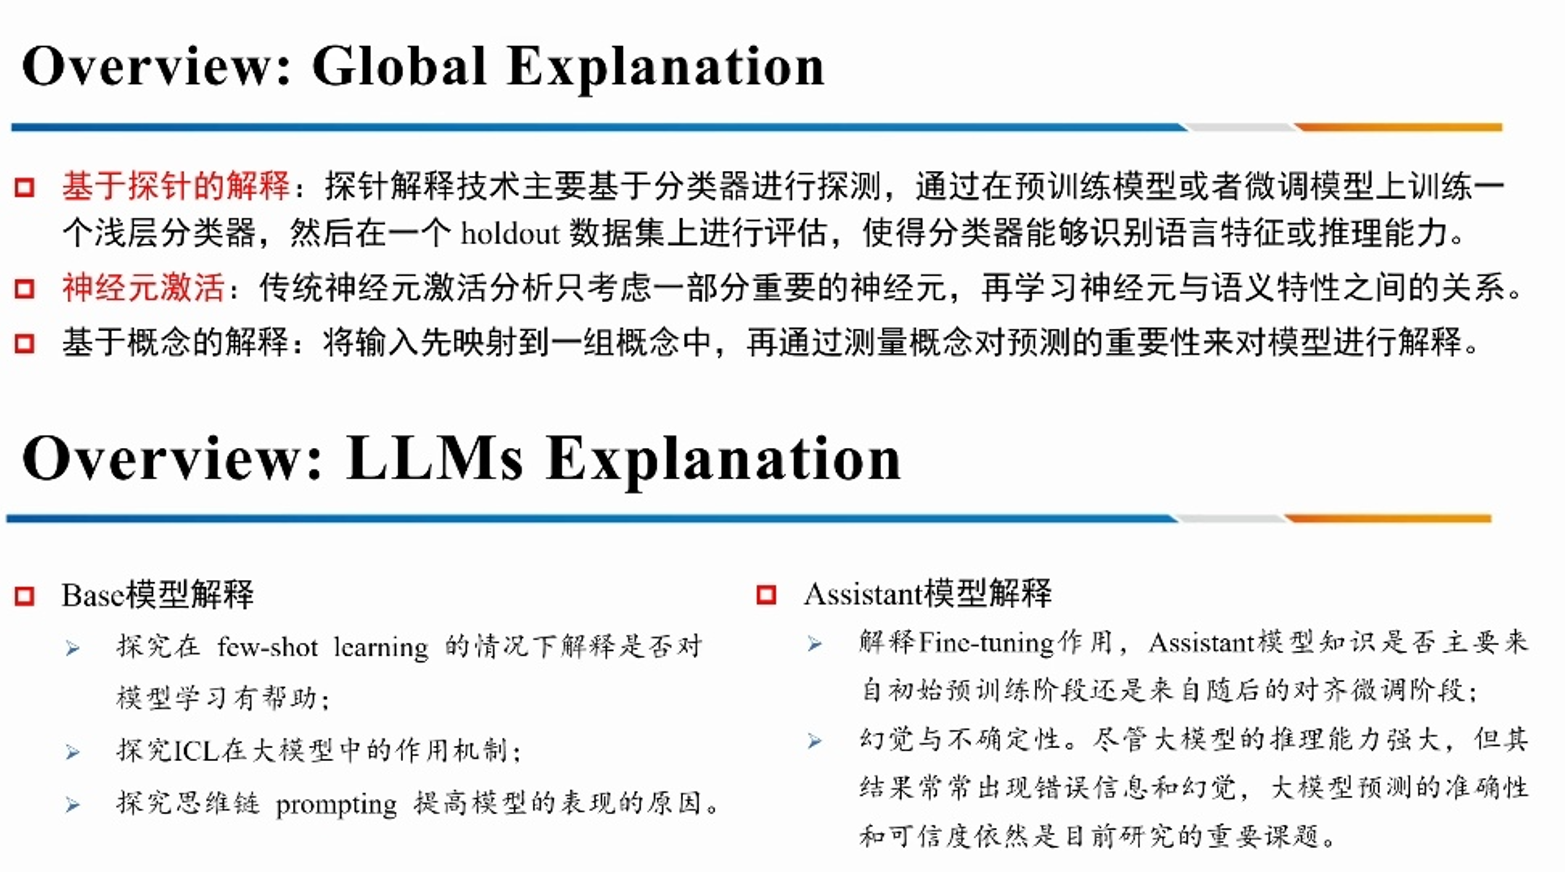 Overview: Global Explanation
基于探针的解释：探针解释技术主要基于分类器进行探测，通过在预训练模型或者微调模型上训练一
个浅层分类器，然后在一个 holdout 数据集上进行评估，使得分类器能够识别语言特征或推理能力。
神经元激活：传统神经元激活分析只考虑一部分重要的神经元，再学习神经元与语义特性之间的关系。
基于概念的解释：将输入先映射到一组概念中，再通过测量概念对预测的重要性来对模型进行解释。
Overview: LLMs Explanation
Base模型解释
探究在 few-shot learning 的情况下解释是否对
模型学习有帮助；
探究ICL在大模型中的作用机制；
探究思维链 prompting 提高模型的表现的原因。
Assistant模型解释
解释Fine-tuning作用，Assistant模型知识是否主要来
自初始预训练阶段还是来自随后的对齐微调阶段；
幻觉与不确定性。尽管大模型的推理能力强大，但其
结果常常出现错误信息和幻觉，大模型预测的准确性
和可信度依然是目前研究的重要课题。